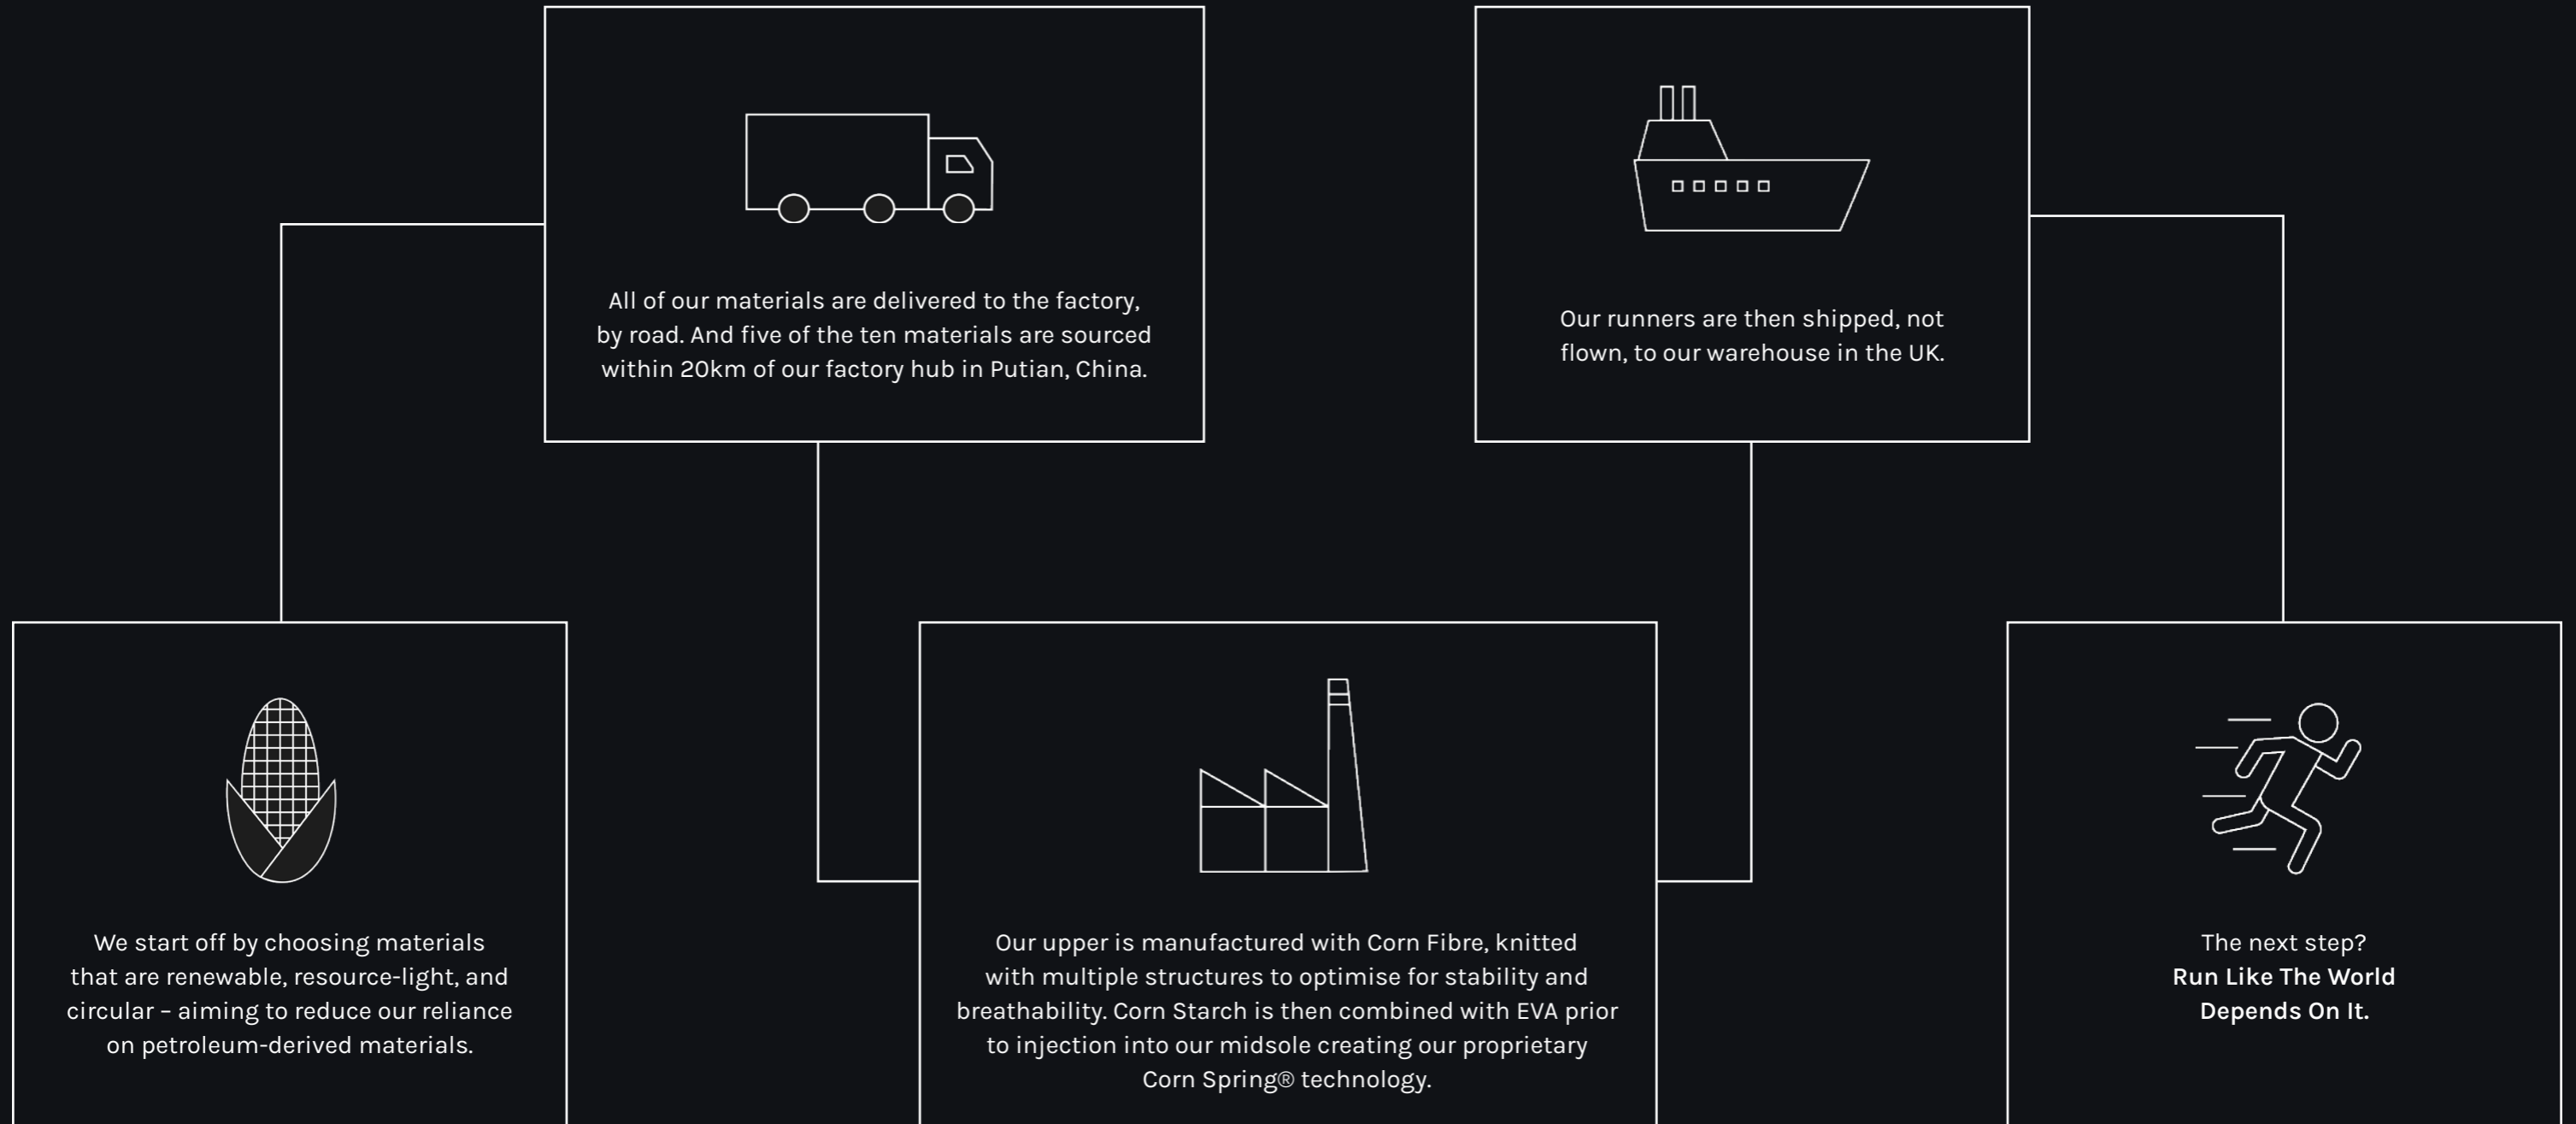 All of our materials are delivered to the factory,
by road. And five of the ten materials are sourced
within 20km of our factory hub in Putian, China.
Our runners are then shipped, not
flown, to our warehouse in the UK.
We start off by choosing materials
that are renewable, resource-light, and
circular – aiming to reduce our reliance
on petroleum-derived materials.
Our upper is manufactured with Corn Fibre, knitted
with multiple structures to optimise for stability and
breathability. Corn Starch is then combined with EVA prior
to injection into our midsole creating our proprietary
Corn Spring® technology.
The next step?
Run Like The World
Depends On It.